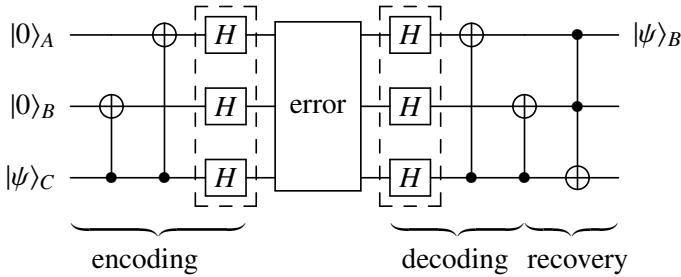 |0⟩_A H H |ψ⟩_B
|0⟩_B H error H
|ψ⟩_C H H
encoding decoding recovery